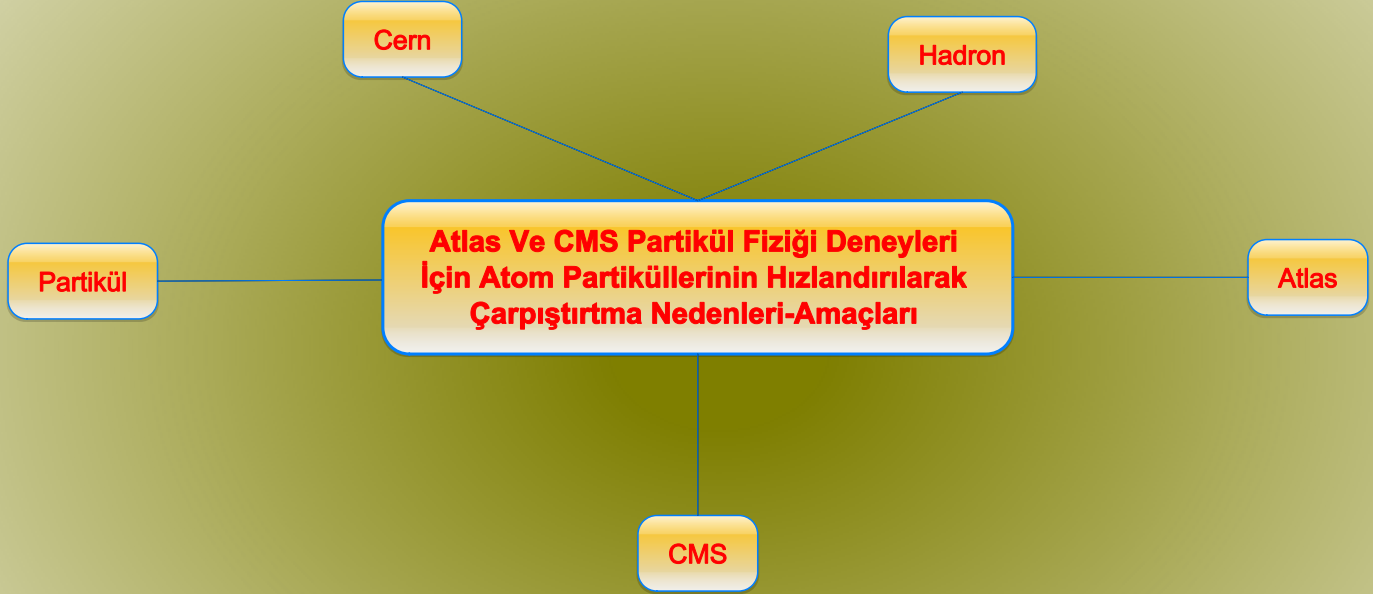 Cern
Hadron
Atlas Ve CMS Partikül Fiziği Deneyleri
İçin Atom Partiküllerinin Hızlandırılarak
Çarpıştırtma Nedenleri-Amaçları
Partikül
Atlas
CMS